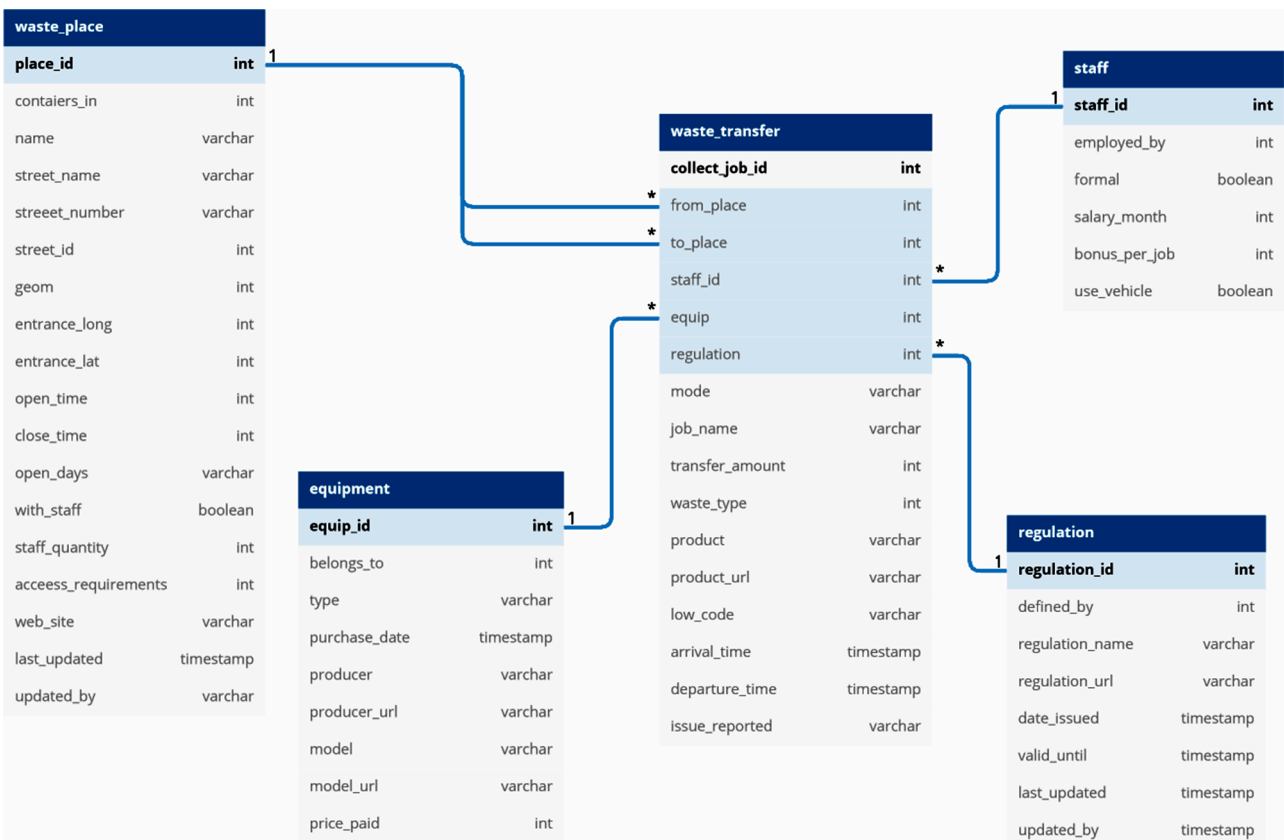 waste_place
place_id int
contaiers_in int
name varchar
street_name varchar
streeet_number varchar
street_id int
geom int
entrance_long int
entrance_lat int
open_time int
close_time int
open_days varchar
with_staff boolean
staff_quantity int
acceess_requirements int
web_site varchar
last_updated timestamp
updated_by varchar
1
equipment
equip_id int
belongs_to int
type varchar
purchase_date timestamp
producer varchar
producer_url varchar
model varchar
model_url varchar
price_paid int
1
waste_transfer
collect_job_id int
* from_place int
* to_place int
staff_id int *
* equip int
regulation int *
mode varchar
job_name varchar
transfer_amount int
waste_type int
product varchar
product_url varchar
low_code varchar
arrival_time timestamp
departure_time timestamp
issue_reported varchar
staff
1 staff_id int
employed_by int
formal boolean
salary_month int
bonus_per_job int
use_vehicle boolean
regulation
1 regulation_id int
defined_by int
regulation_name varchar
regulation_url varchar
date_issued timestamp
valid_until timestamp
last_updated timestamp
updated_by timestamp